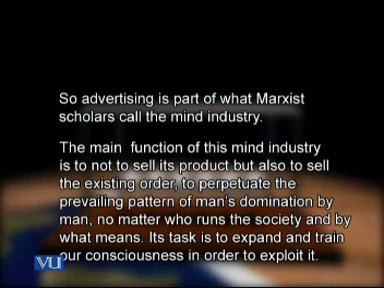 So advertising is part of what Marxist
scholars call the mind industry.
The main function of this mind industry
is to not to sell its product but also to sell
the existing order, to perpetuate the
prevailing pattern of man's domination by
man, no matter who runs the society and by
what means. Its task is to expand and train
our consciousness in order to exploit it.
VU